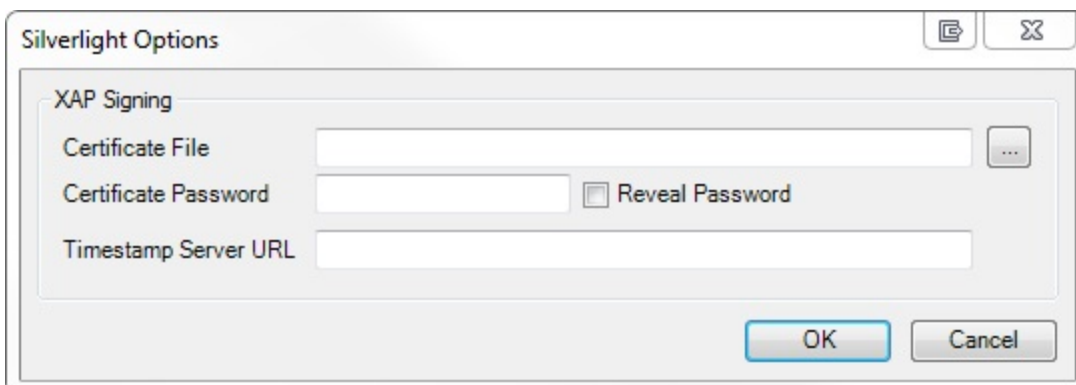 Silverlight Options
XAP Signing
Certificate File
...
Certificate Password
Reveal Password
Timestamp Server URL
OK
Cancel